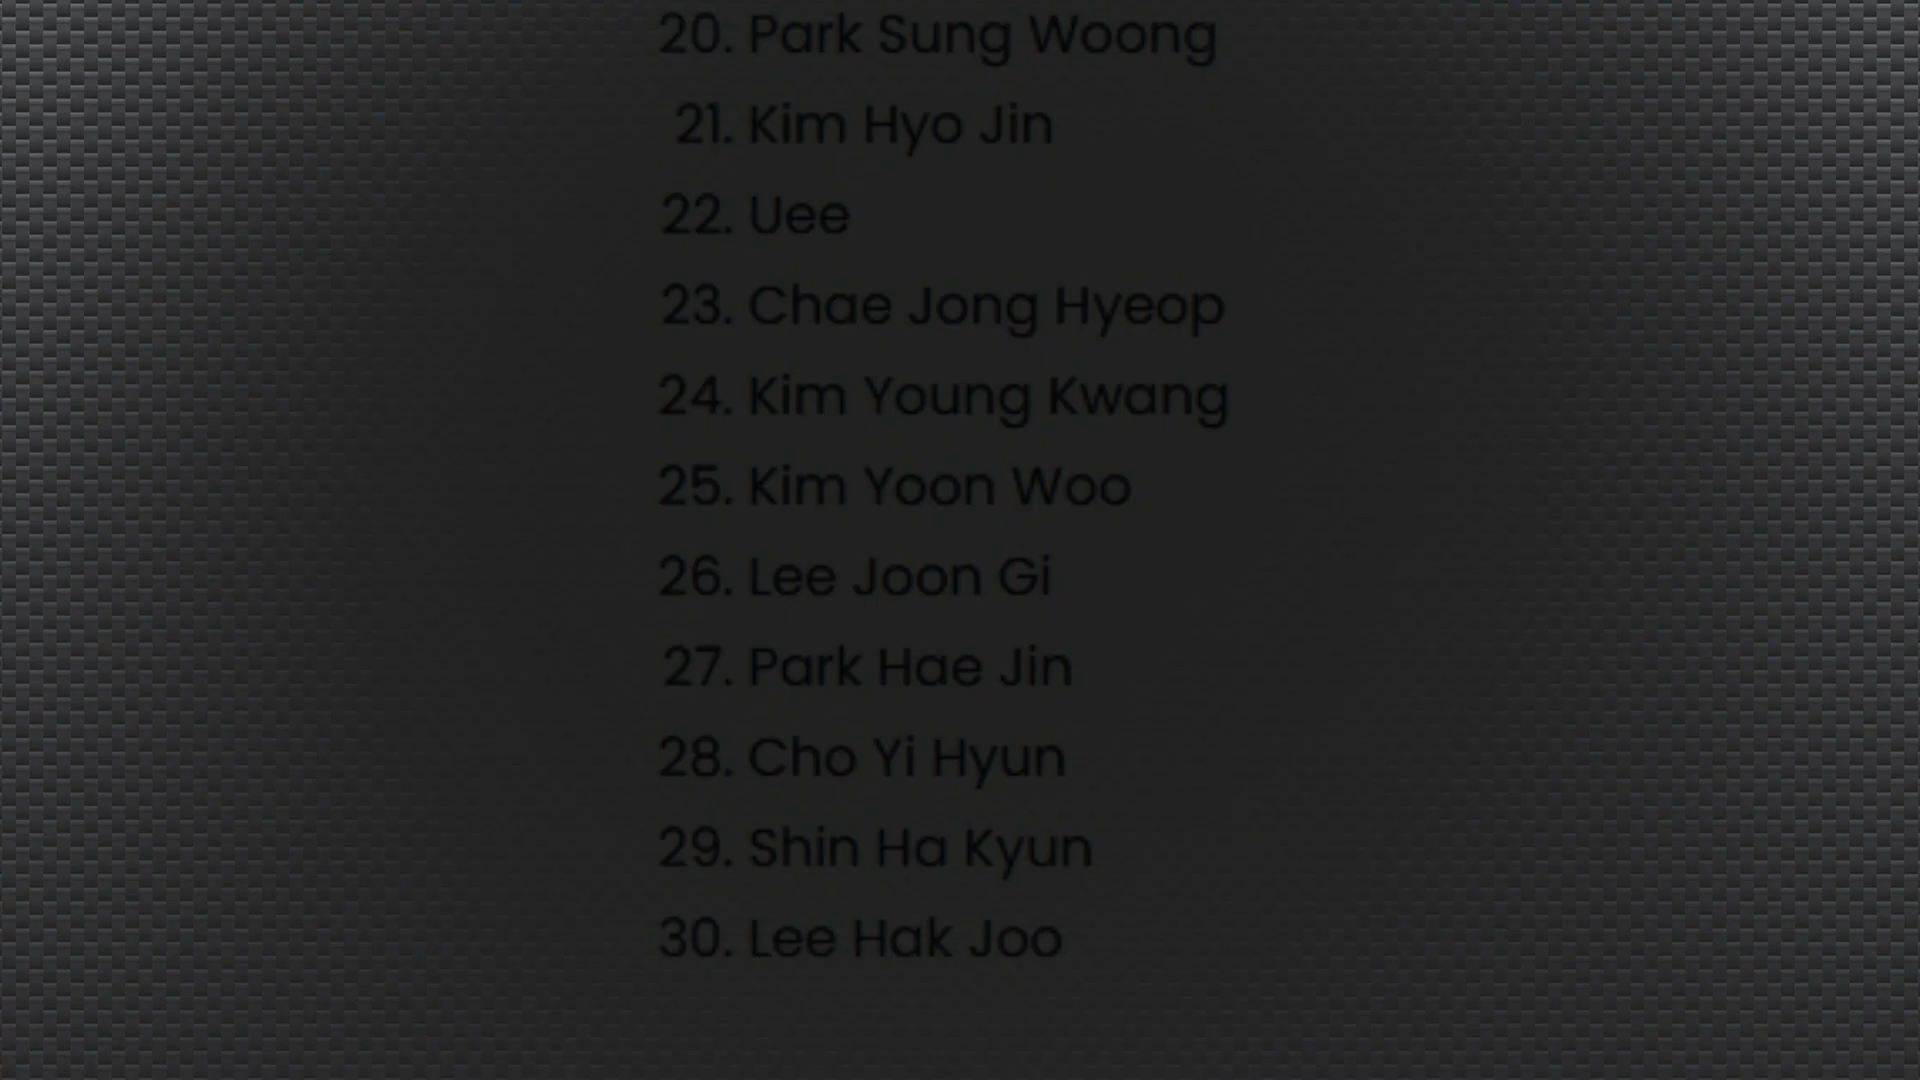 20. Park Sung Woong
21. Kim Hyo Jin
22. Uee
23. Chae Jong Hyeop
24. Kim Young Kwang
25. Kim Yoon Woo
26. Lee Joon Gi
27. Park Hae Jin
28. Cho Yi Hyun
29. Shin Ha Kyun
30. Lee Hak Joo